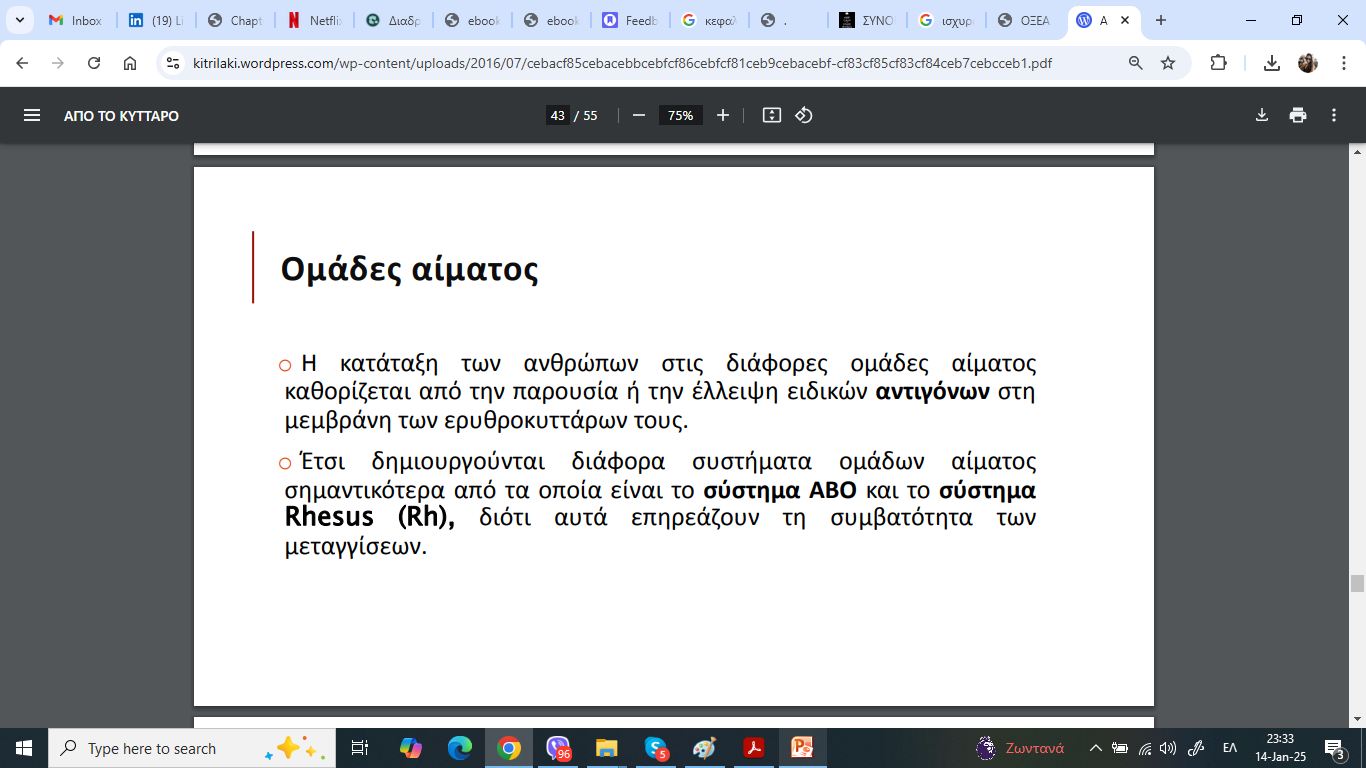 Inbox
(19) Li
Chapt
Netfli
Διαδρ
ebook
ebook
Feedb
κεφαλ
.
ΣΥΝΟ
ισχυρο
ΟΞΕΑ
Α
kitrilaki.wordpress.com/wp-content/uploads/2016/07/cebacf85cebacebbcebfcf86cebfcf81ceb9cebacebf-cf83cf85cf83cf84ceb7cebcceb1.pdf
ΑΠΟ ΤΟ ΚΥΤΤΑΡΟ
43 / 55
75%
Ομάδες αίματος
Η κατάταξη των ανθρώπων στις διάφορες ομάδες αίματος
καθορίζεται από την παρουσία ή την έλλειψη ειδικών αντιγόνων στη
μεμβράνη των ερυθροκυττάρων τους.
Έτσι δημιουργούνται διάφορα συστήματα ομάδων αίματος
σημαντικότερα από τα οποία είναι το σύστημα ΑΒΟ και το σύστημα
Rhesus (Rh), διότι αυτά επηρεάζουν τη συμβατότητα των
μεταγγίσεων.
Type here to search
96
5
Ζωντανά
ΕΛ
23:33
14-Jan-25
3